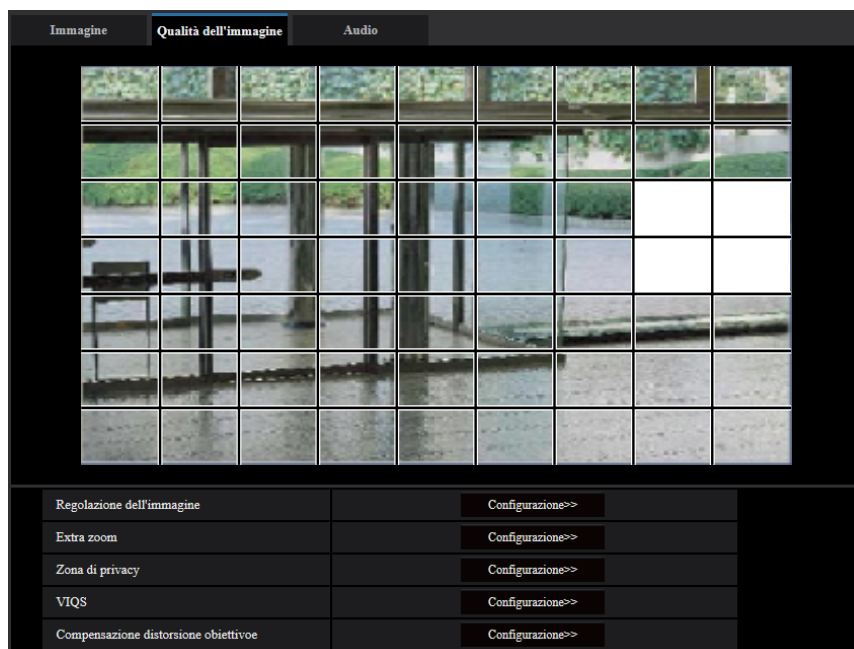 Immagine Qualità dell'immagine Audio
Regolazione dell'immagine Configurazione>>
Extra zoom Configurazione>>
Zona di privacy Configurazione>>
VIQS Configurazione>>
Compensazione distorsione obiettivoe Configurazione>>